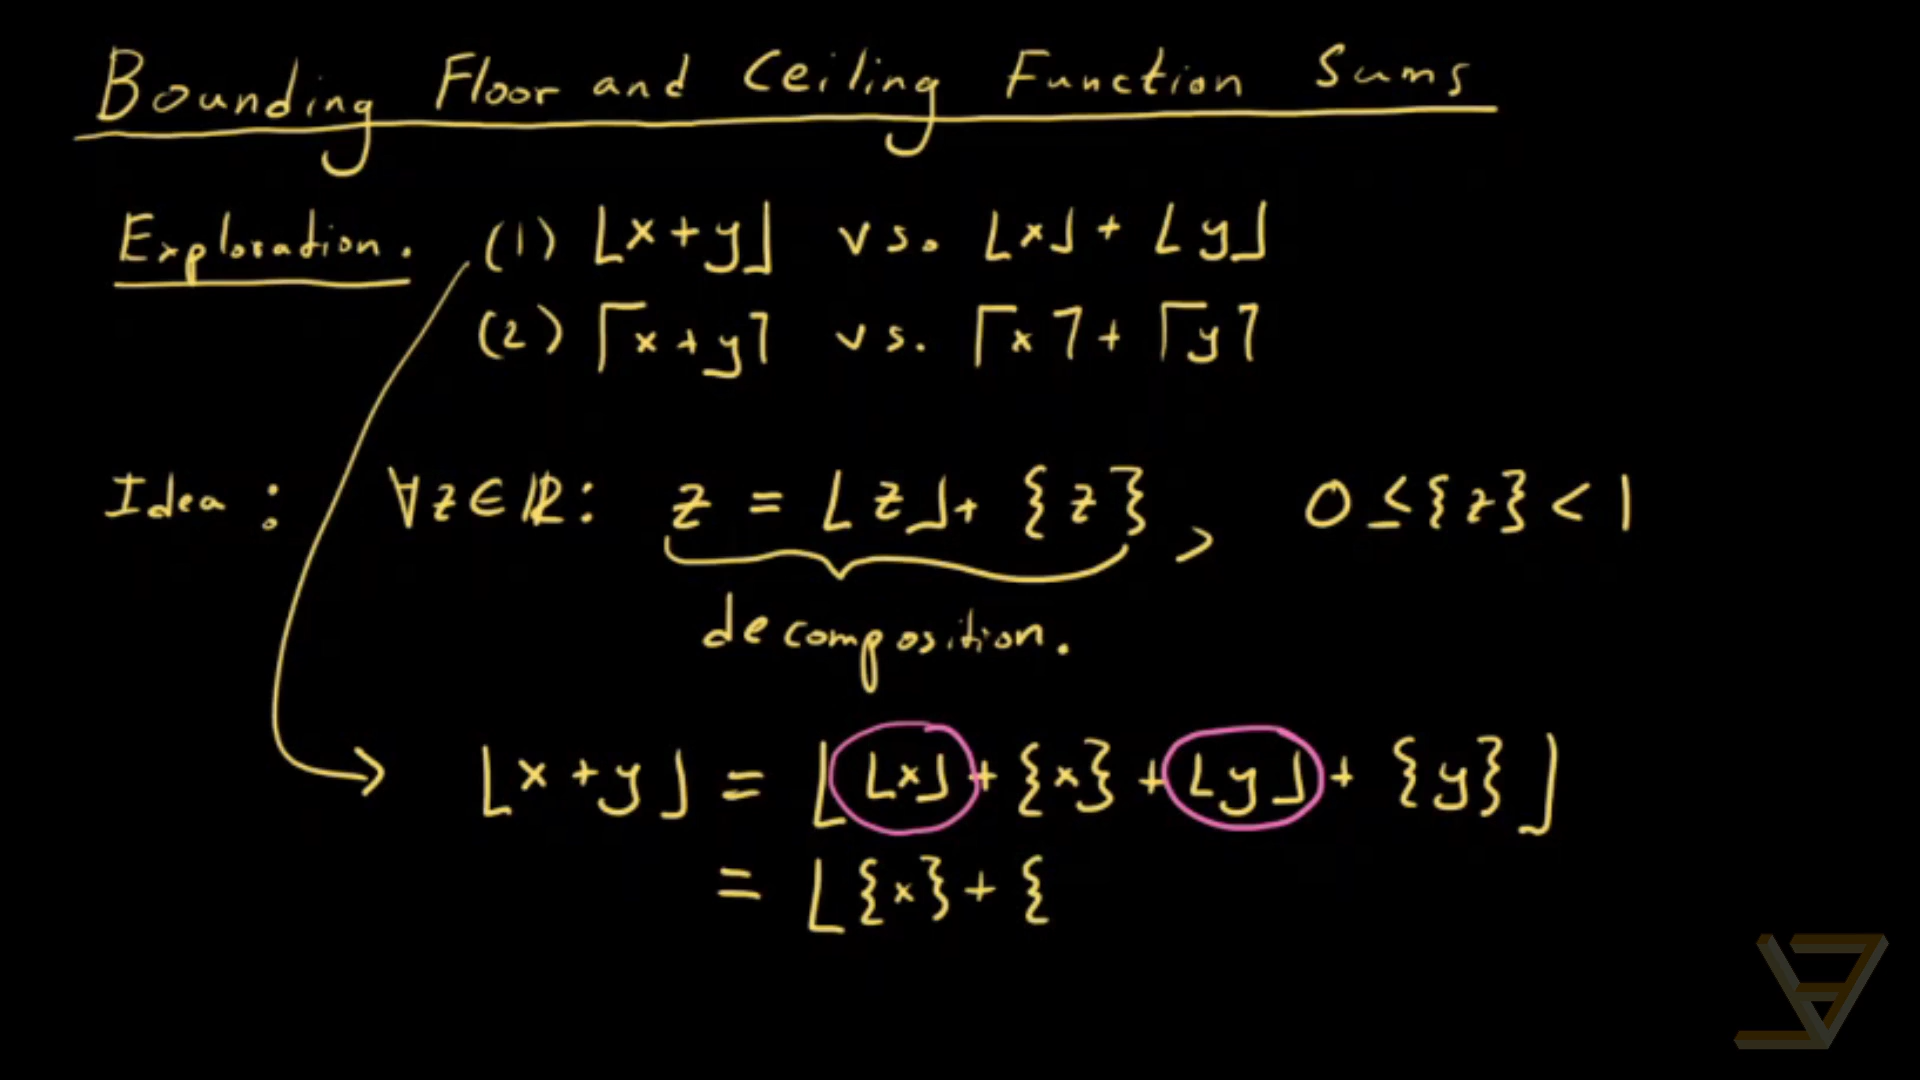 Bounding Floor and Ceiling Function Sums
Exploration. (1) ⌊x+y⌋ vs. ⌊x⌋ + ⌊y⌋
(2) ⌈x+y⌉ vs. ⌈x⌉ + ⌈y⌉
Idea: ∀z∈ℝ: z = ⌊z⌋ + {z}, 0 ≤ {z} < 1
decomposition.
⌊x+y⌋ = ⌊⌊x⌋ + {x} + ⌊y⌋ + {y}⌋
= ⌊{x} + {